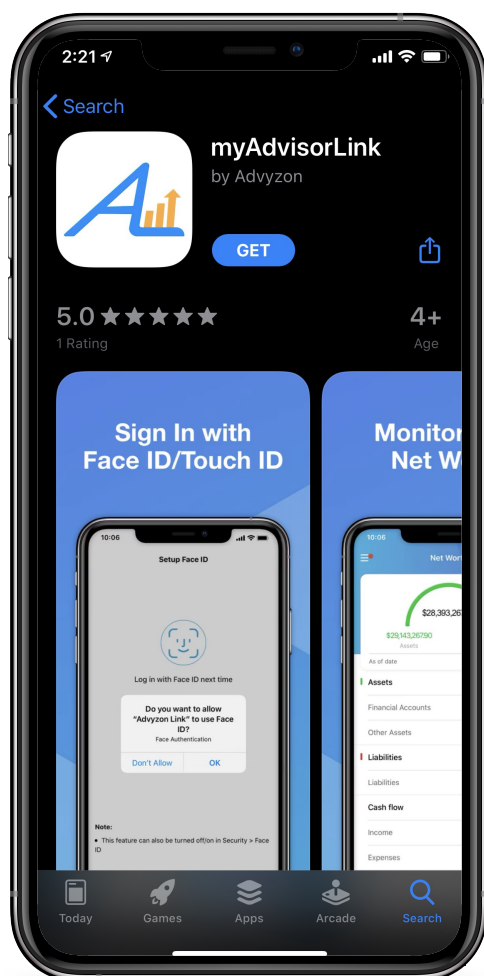 2:21
Search
myAdvisorLink
by Advyzon
GET
5.0
4+
1 Rating
Age
Sign In with
Face ID/Touch ID
10:06
Setup Face ID
Log in with Face ID next time
Do you want to allow
“Advyzon Link” to use Face
ID?
Face Authentication
Don't Allow
OK
Note:
• This feature can also be turned off/on in Security > Face
ID
Monitor
Net W
10:06
Net Wor
$28,393,26
$29,143,267.90
Assets
As of date
Assets
Financial Accounts
Other Assets
Liabilities
Liabilities
Cash flow
Income
Expenses
Today
Games
Apps
Arcade
Search